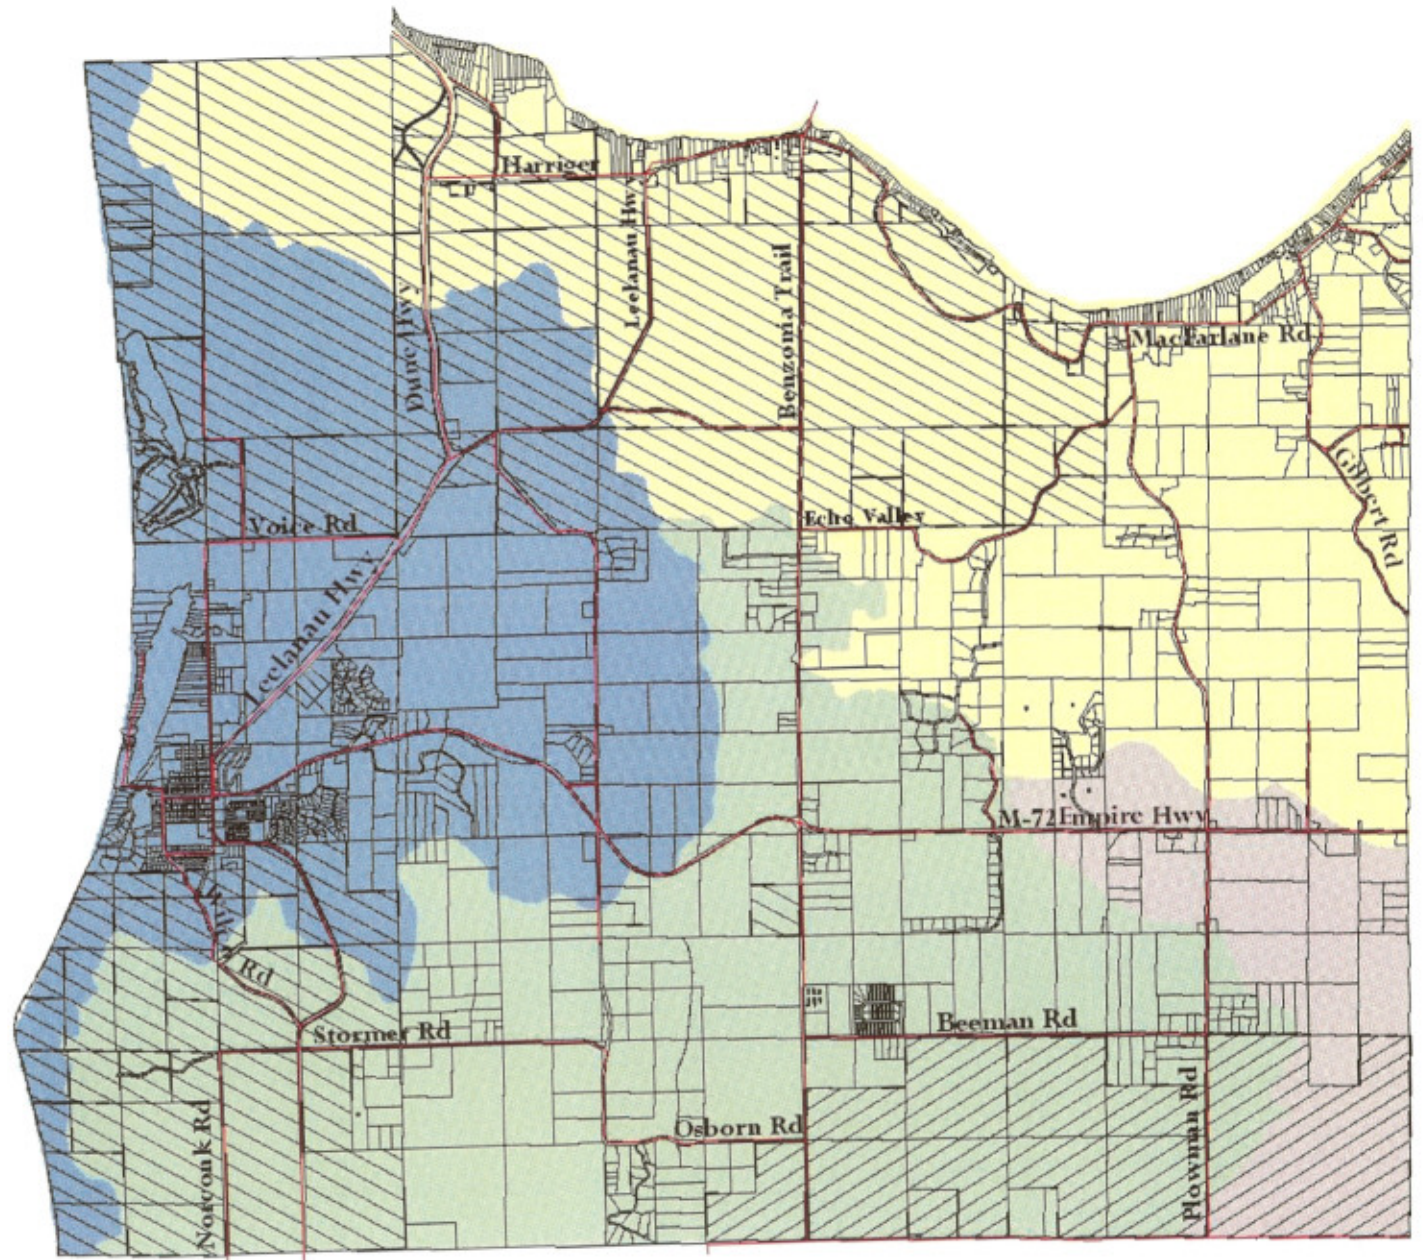 Harriger
Leelanau Hwy
Benzonia Trail
Dune Hwy
MacFarlane Rd
Gilbert Rd
Echo Valley
Voice Rd
Leelanau Hwy
M-72 Empire Hwy
Wilco Rd
Stormer Rd
Beeman Rd
Osborn Rd
Norconk Rd
Plowman Rd